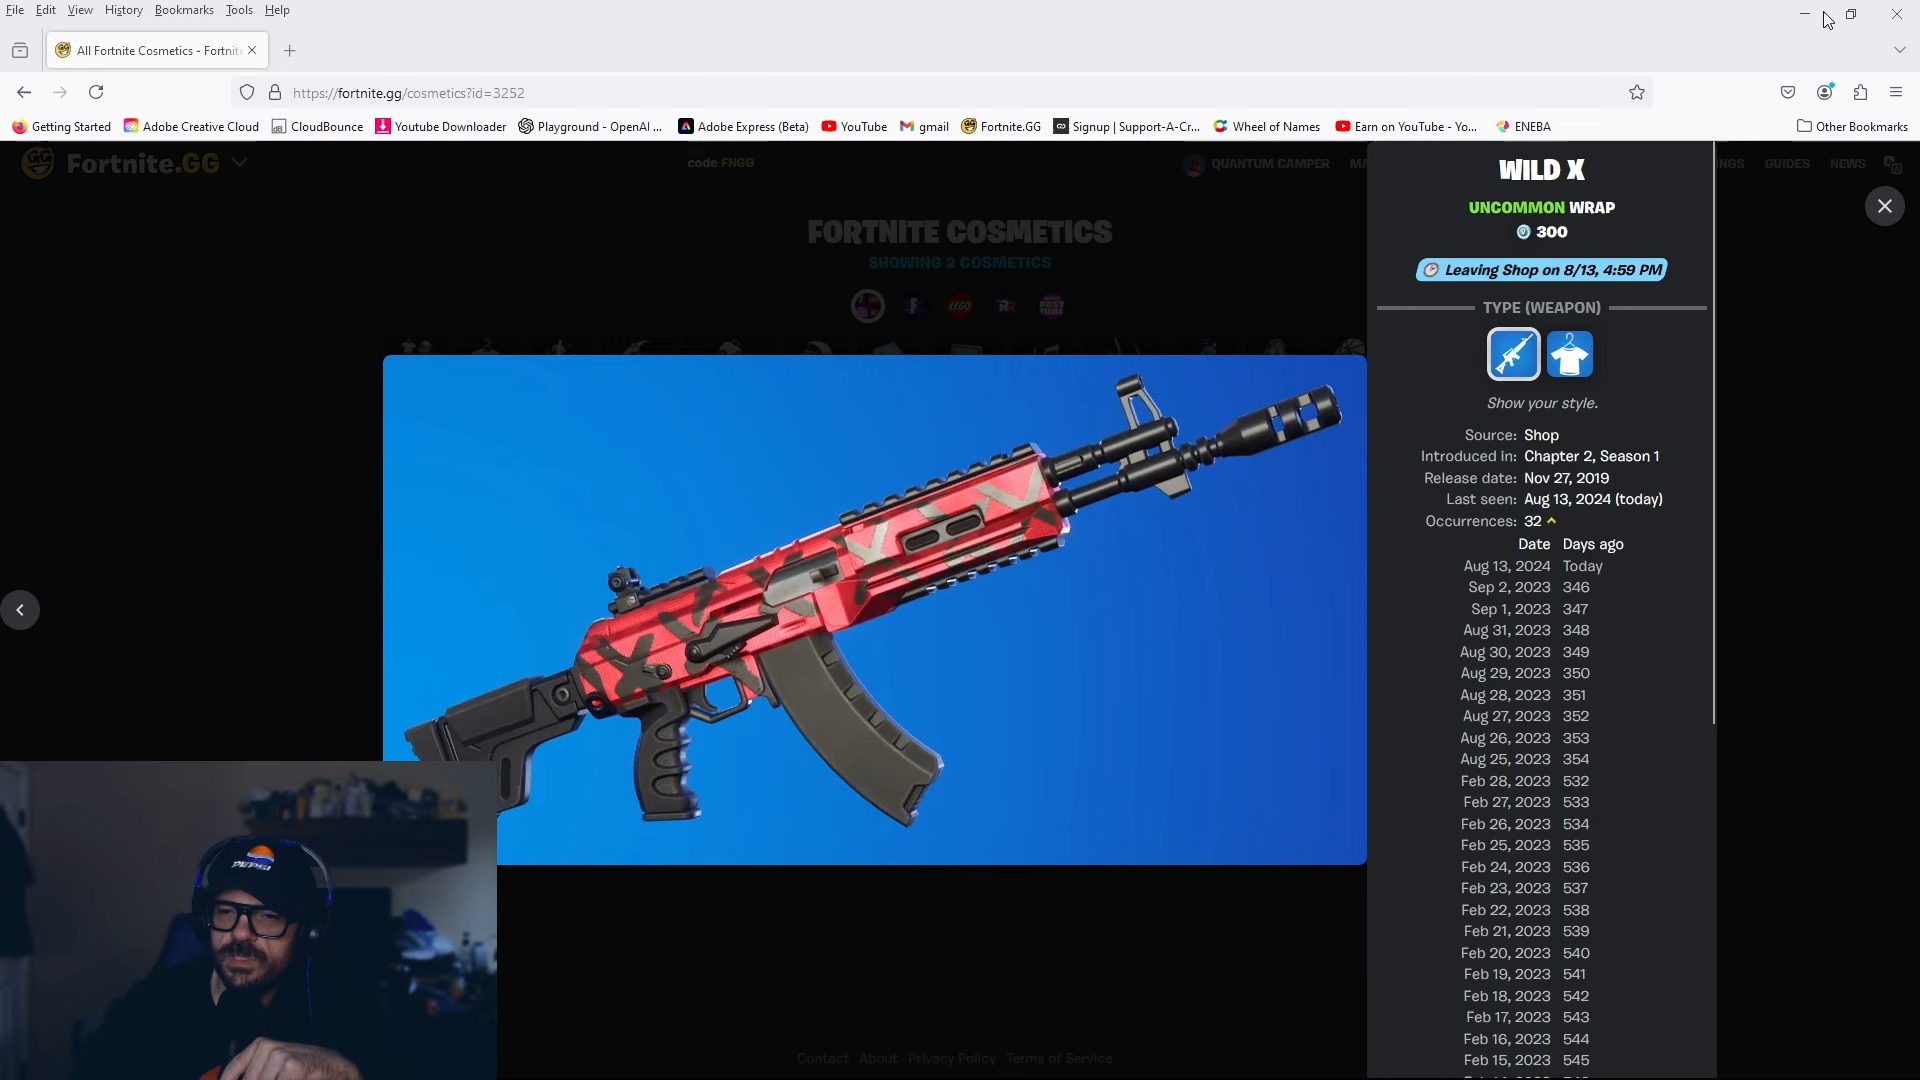 File Edit View History Bookmarks Tools Help
All Fortnite Cosmetics - Fortnite
https://fortnite.gg/cosmetics?id=3252
Getting Started Adobe Creative Cloud CloudBounce Youtube Downloader Playground - OpenAI ... Adobe Express (Beta) YouTube gmail Fortnite.GG Signup | Support-A-Cr... Wheel of Names Earn on YouTube - Yo... ENEBA Other Bookmarks
Fortnite.GG code FNGG QUANTUM CAMPER MA NGS GUIDES NEWS
FORTNITE COSMETICS
SHOWING 2 COSMETICS
WILD X
UNCOMMON WRAP
300
Leaving Shop on 8/13, 4:59 PM
TYPE (WEAPON)
Show your style.
Source: Shop
Introduced in: Chapter 2, Season 1
Release date: Nov 27, 2019
Last seen: Aug 13, 2024 (today)
Occurrences: 32
Date Days ago
Aug 13, 2024 Today
Sep 2, 2023 346
Sep 1, 2023 347
Aug 31, 2023 348
Aug 30, 2023 349
Aug 29, 2023 350
Aug 28, 2023 351
Aug 27, 2023 352
Aug 26, 2023 353
Aug 25, 2023 354
Feb 28, 2023 532
Feb 27, 2023 533
Feb 26, 2023 534
Feb 25, 2023 535
Feb 24, 2023 536
Feb 23, 2023 537
Feb 22, 2023 538
Feb 21, 2023 539
Feb 20, 2023 540
Feb 19, 2023 541
Feb 18, 2023 542
Feb 17, 2023 543
Feb 16, 2023 544
Feb 15, 2023 545
PEPSI
Contact About Privacy Policy Terms of Service